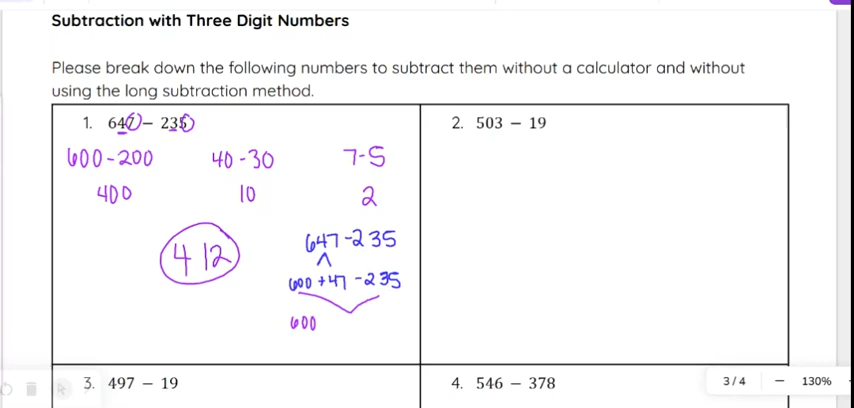 Subtraction with Three Digit Numbers
Please break down the following numbers to subtract them without a calculator and without
using the long subtraction method.
1. 647 – 235
600-200 40-30 7-5
400 10 2
412
647-235
600+47-235
600
2. 503 − 19
3. 497 − 19
4. 546 − 378
3/4 − 130%